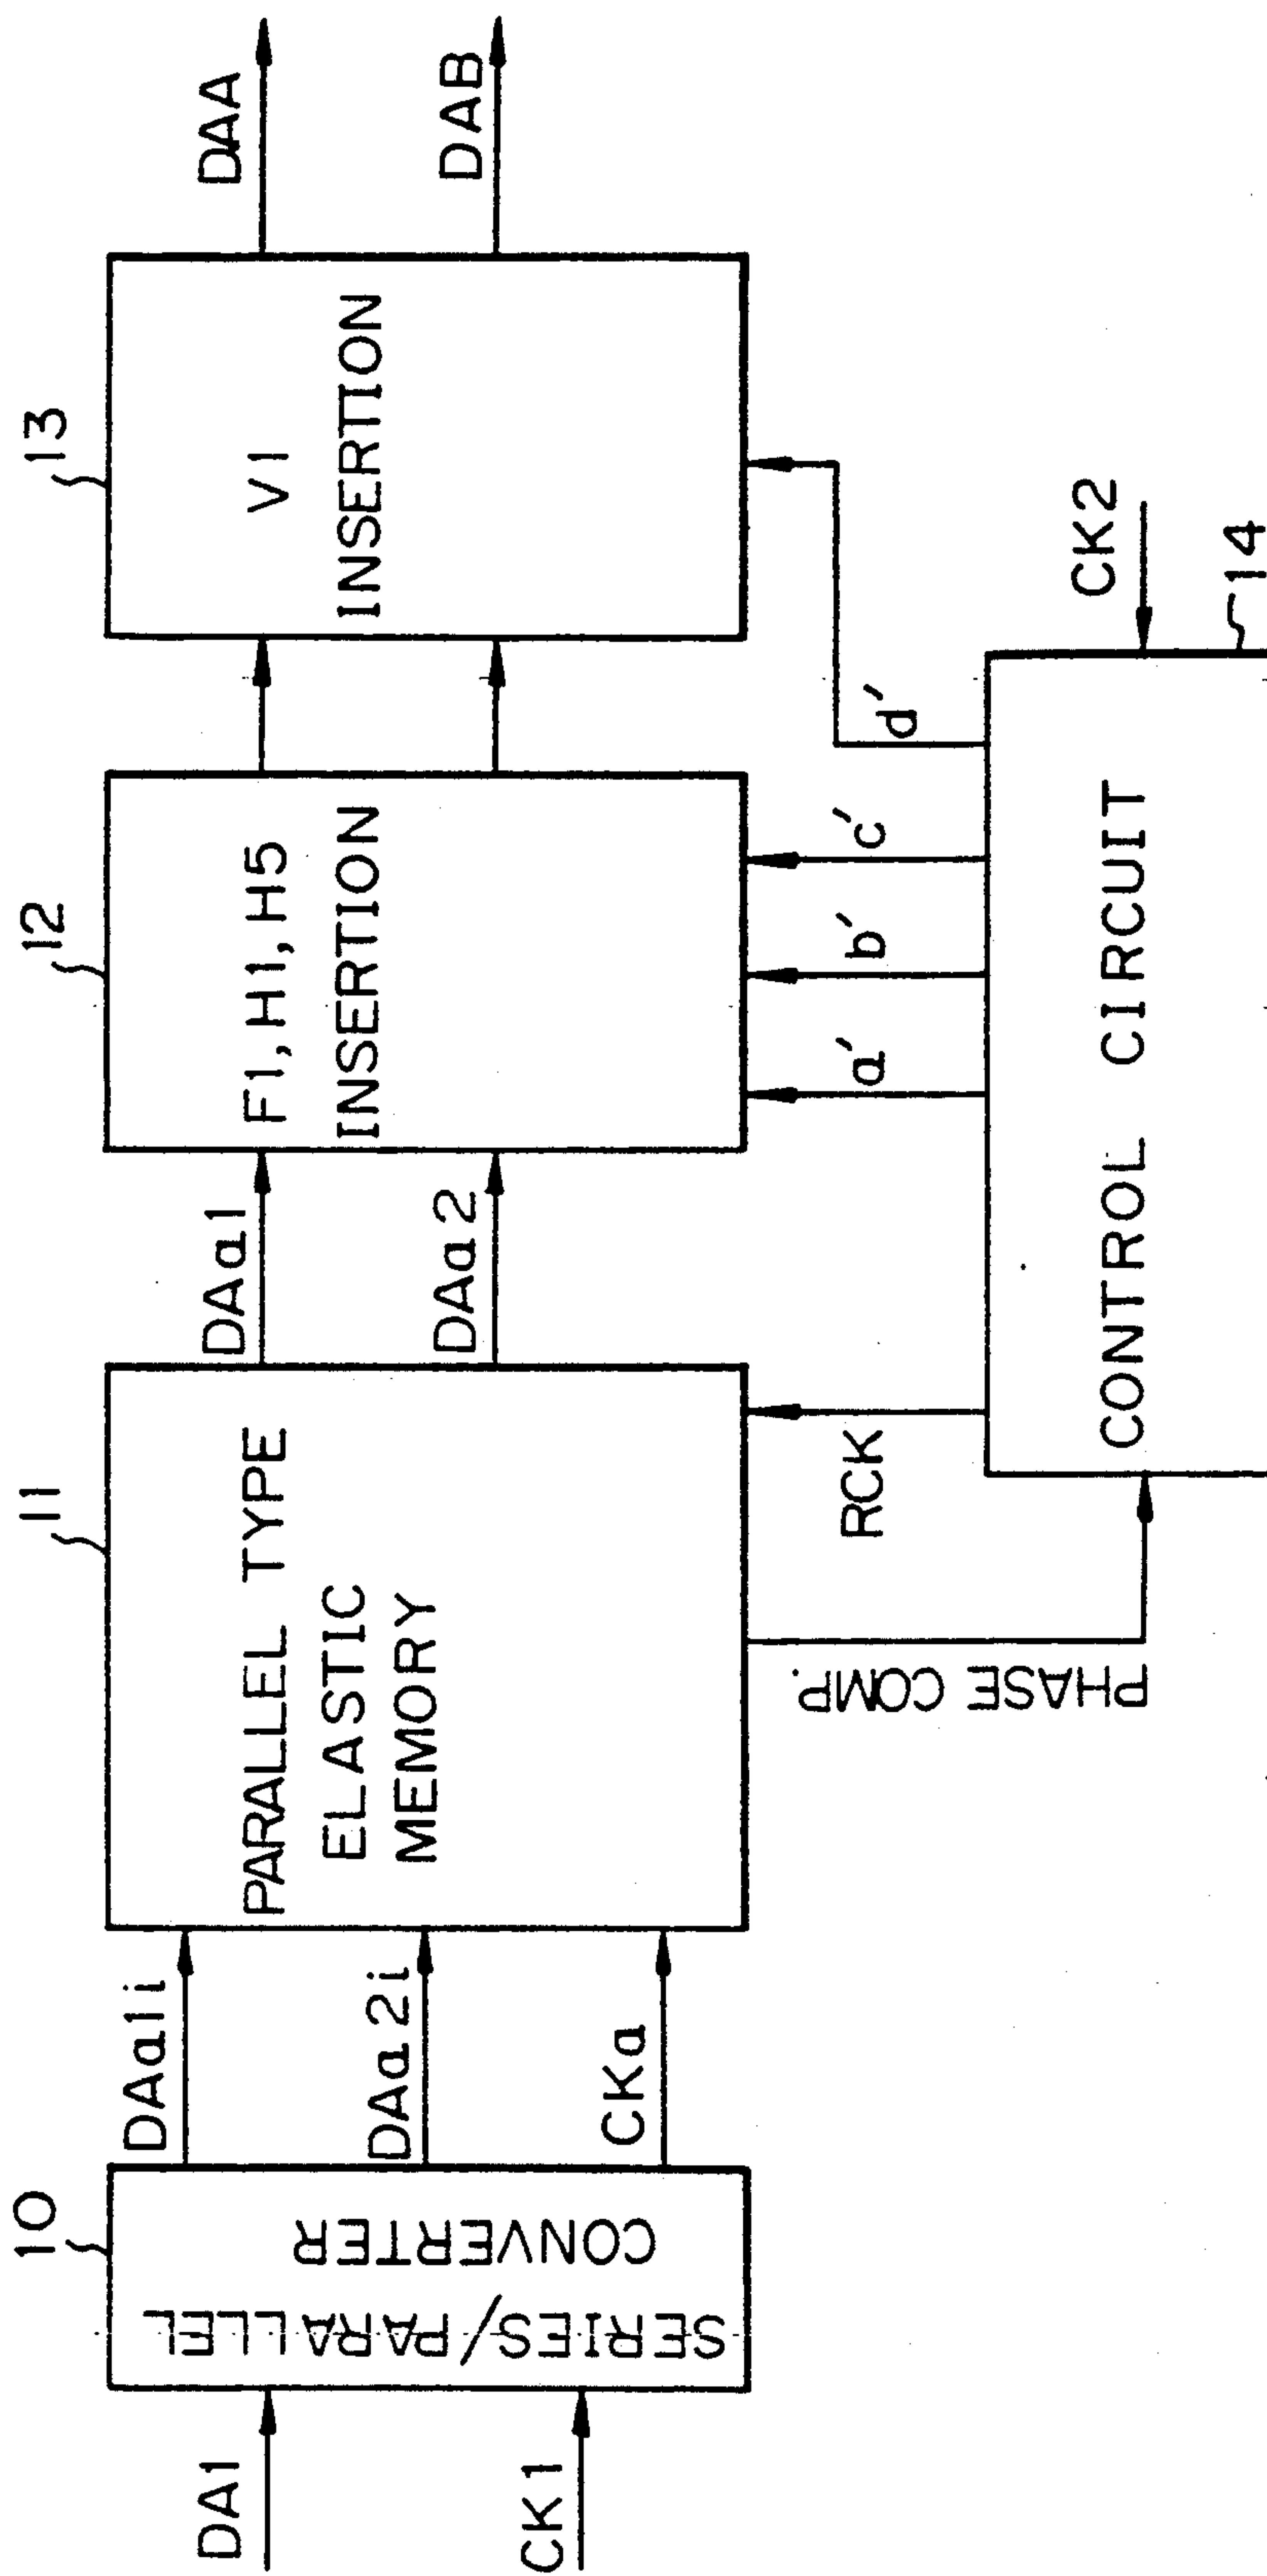 10
11
12
13
DA1
CK1
SERIES/PARALLEL
CONVERTER
DAa1i
DAa2i
CKa
PARALLEL TYPE
ELASTIC
MEMORY
DAa1
DAa2
F1, H1, H5
INSERTION
V1
INSERTION
DAA
DAB
PHASE COMP.
RCK
a'
b'
c'
d'
CONTROL CIRCUIT
CK2
14